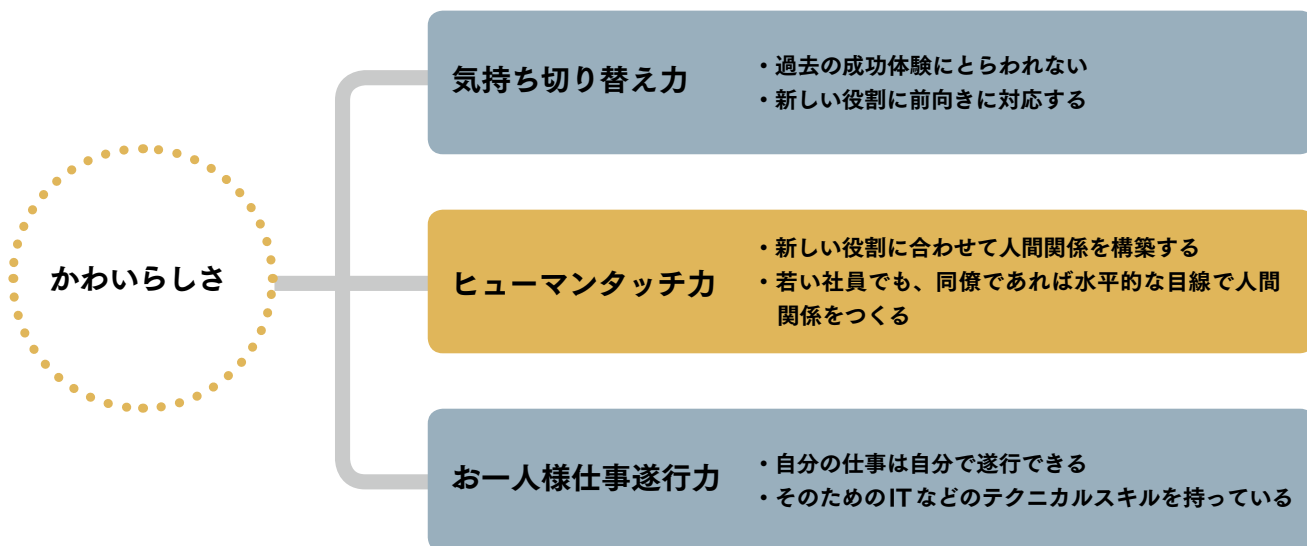 気持ち切り替え力
・過去の成功体験にとらわれない
・新しい役割に前向きに対応する
かわいらしさ
ヒューマンタッチ力
・新しい役割に合わせて人間関係を構築する
・若い社員でも、同僚であれば水平的な目線で人間
関係をつくる
お一人様仕事遂行力
・自分の仕事は自分で遂行できる
・そのためのITなどのテクニカルスキルを持っている